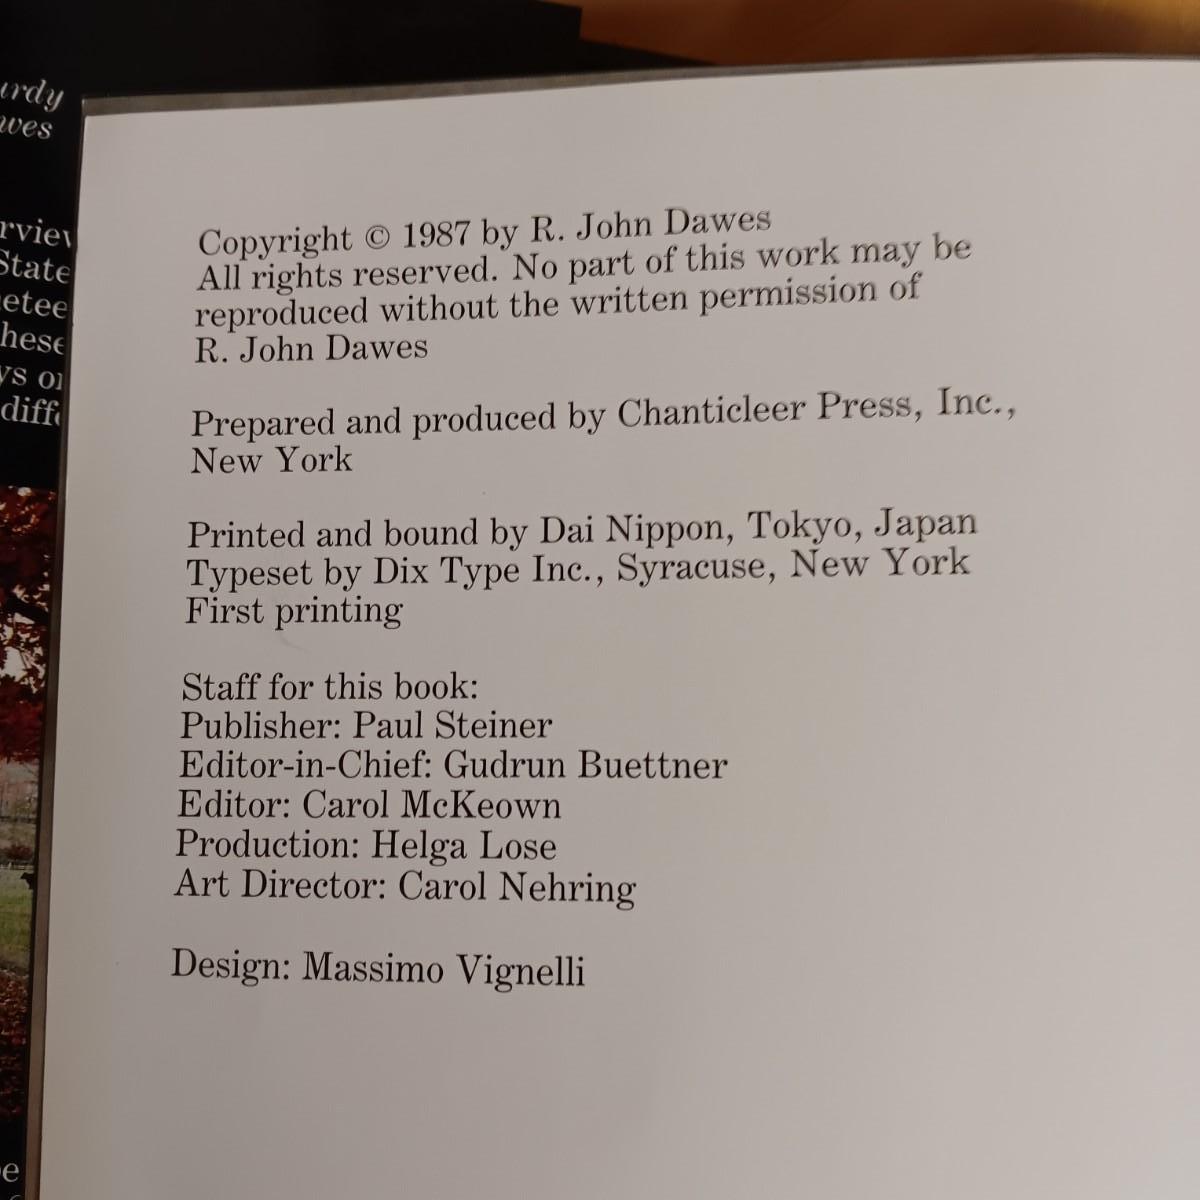 Copyright © 1987 by R. John Dawes
All rights reserved. No part of this work may be
reproduced without the written permission of
R. John Dawes
Prepared and produced by Chanticleer Press, Inc.,
New York
Printed and bound by Dai Nippon, Tokyo, Japan
Typeset by Dix Type Inc., Syracuse, New York
First printing
Staff for this book:
Publisher: Paul Steiner
Editor-in-Chief: Gudrun Buettner
Editor: Carol McKeown
Production: Helga Lose
Art Director: Carol Nehring
Design: Massimo Vignelli